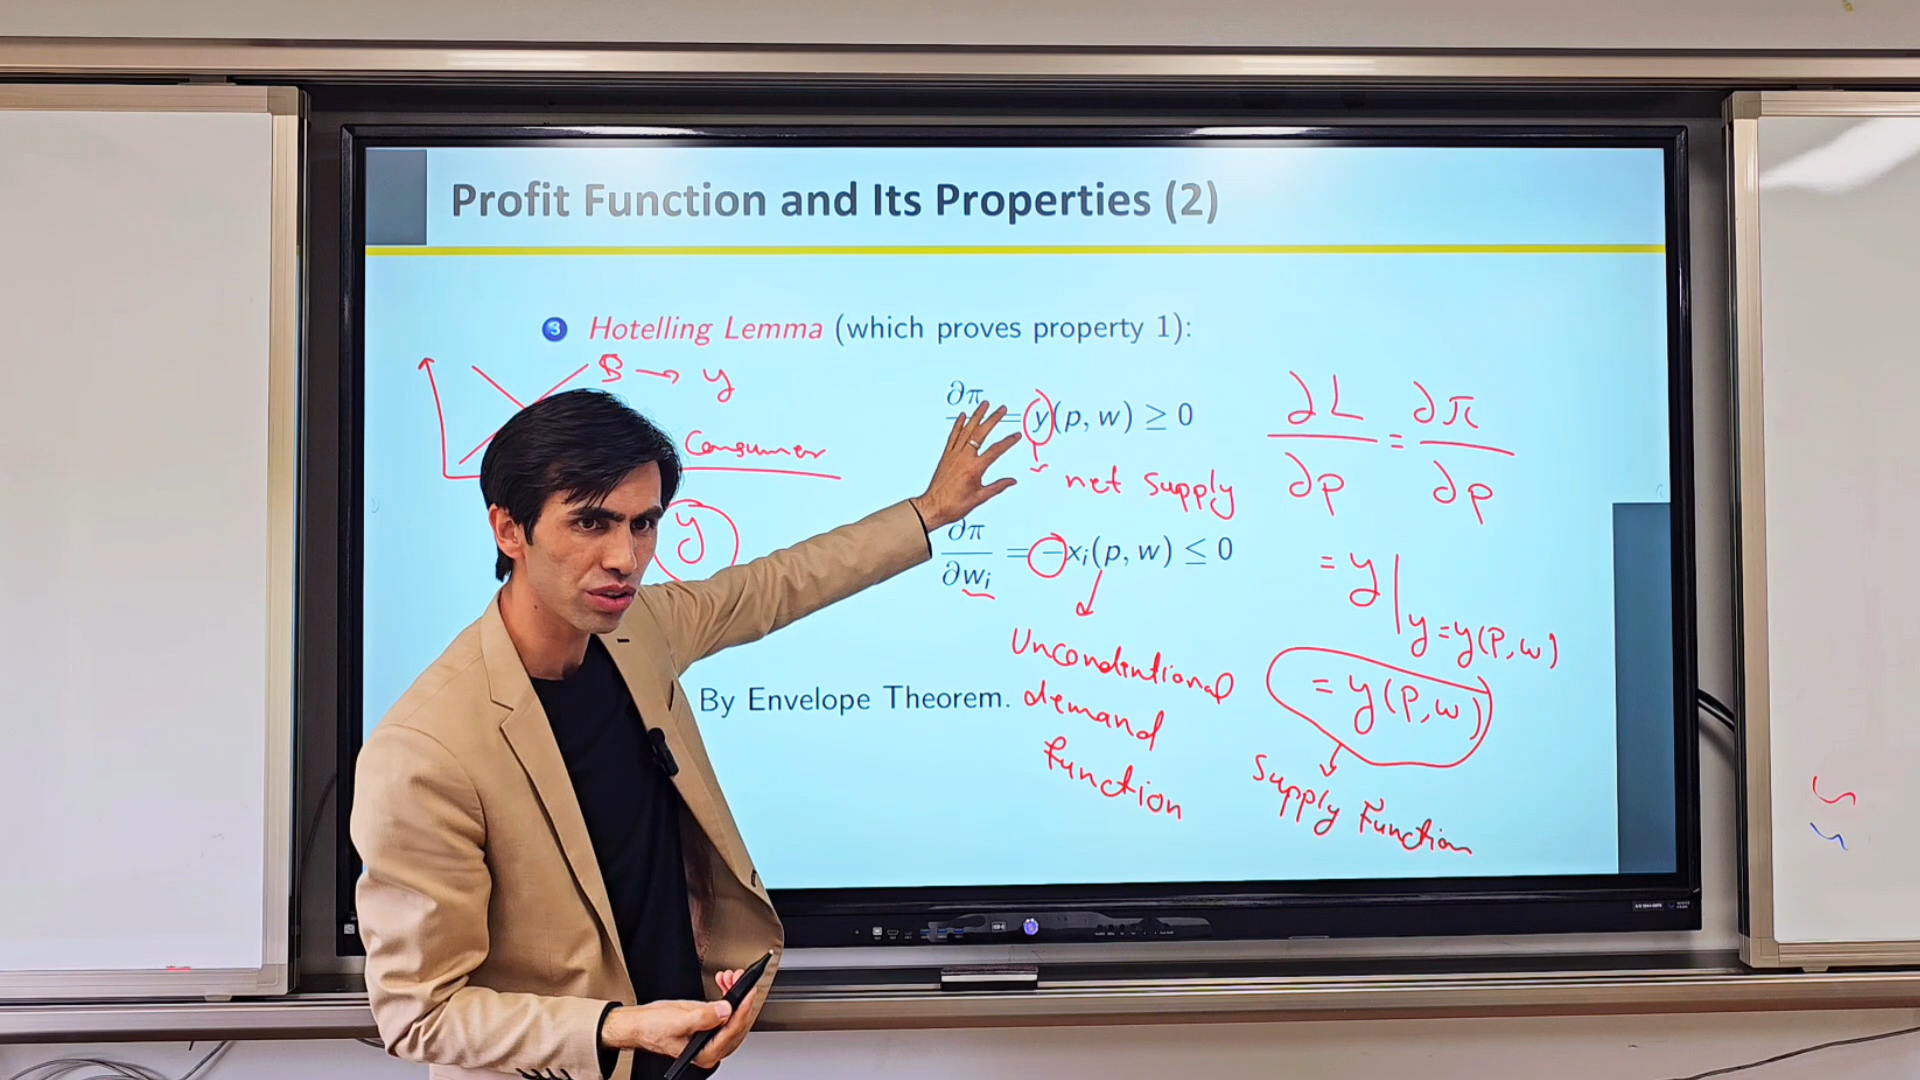 Profit Function and Its Properties (2)
3 Hotelling Lemma (which proves property 1):
S → y
Consumer
y
∂π = y(p, w) ≥ 0
net supply
∂π/∂wᵢ = −xᵢ(p, w) ≤ 0
Uncondintional
demand
Function
By Envelope Theorem.
∂L/∂p = ∂π/∂p
= y|y=y(P,w)
= y(P,w)
Supply Function